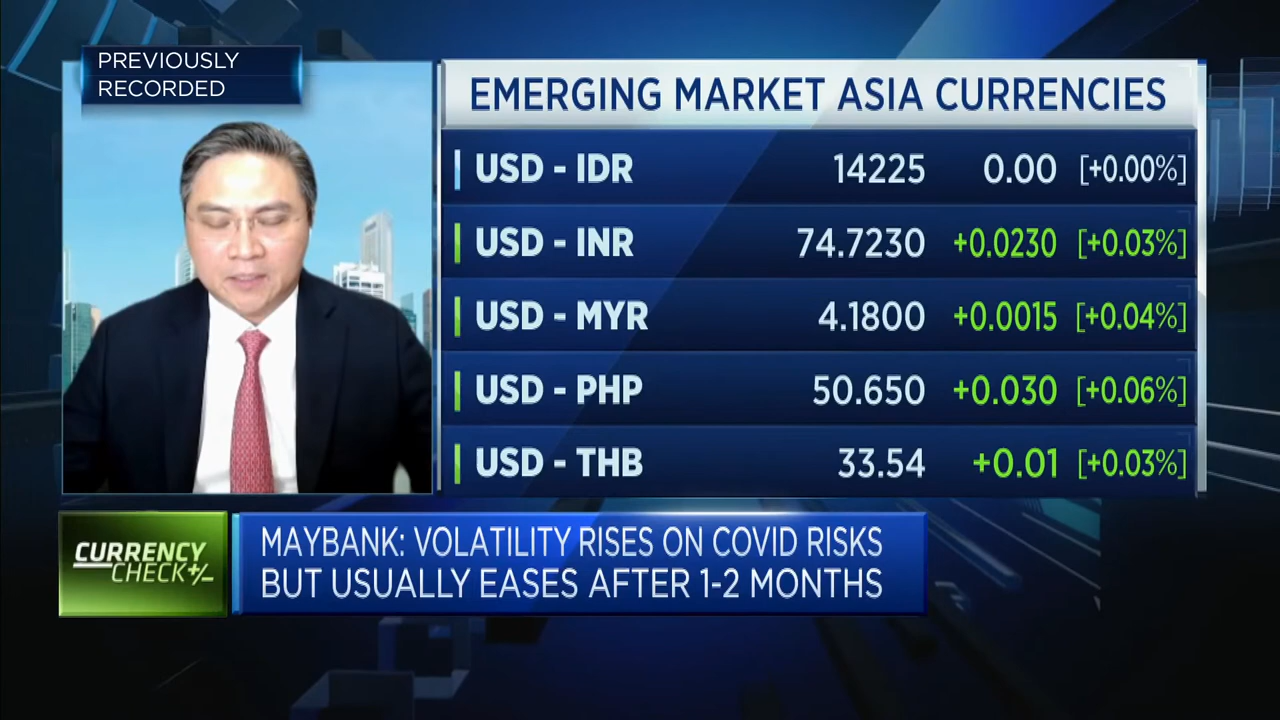 PREVIOUSLY
RECORDED
EMERGING MARKET ASIA CURRENCIES
USD - IDR 14225 0.00 [+0.00%]
USD - INR 74.7230 +0.0230 [+0.03%]
USD - MYR 4.1800 +0.0015 [+0.04%]
USD - PHP 50.650 +0.030 [+0.06%]
USD - THB 33.54 +0.01 [+0.03%]
CURRENCY
CHECK +/-
MAYBANK: VOLATILITY RISES ON COVID RISKS
BUT USUALLY EASES AFTER 1-2 MONTHS